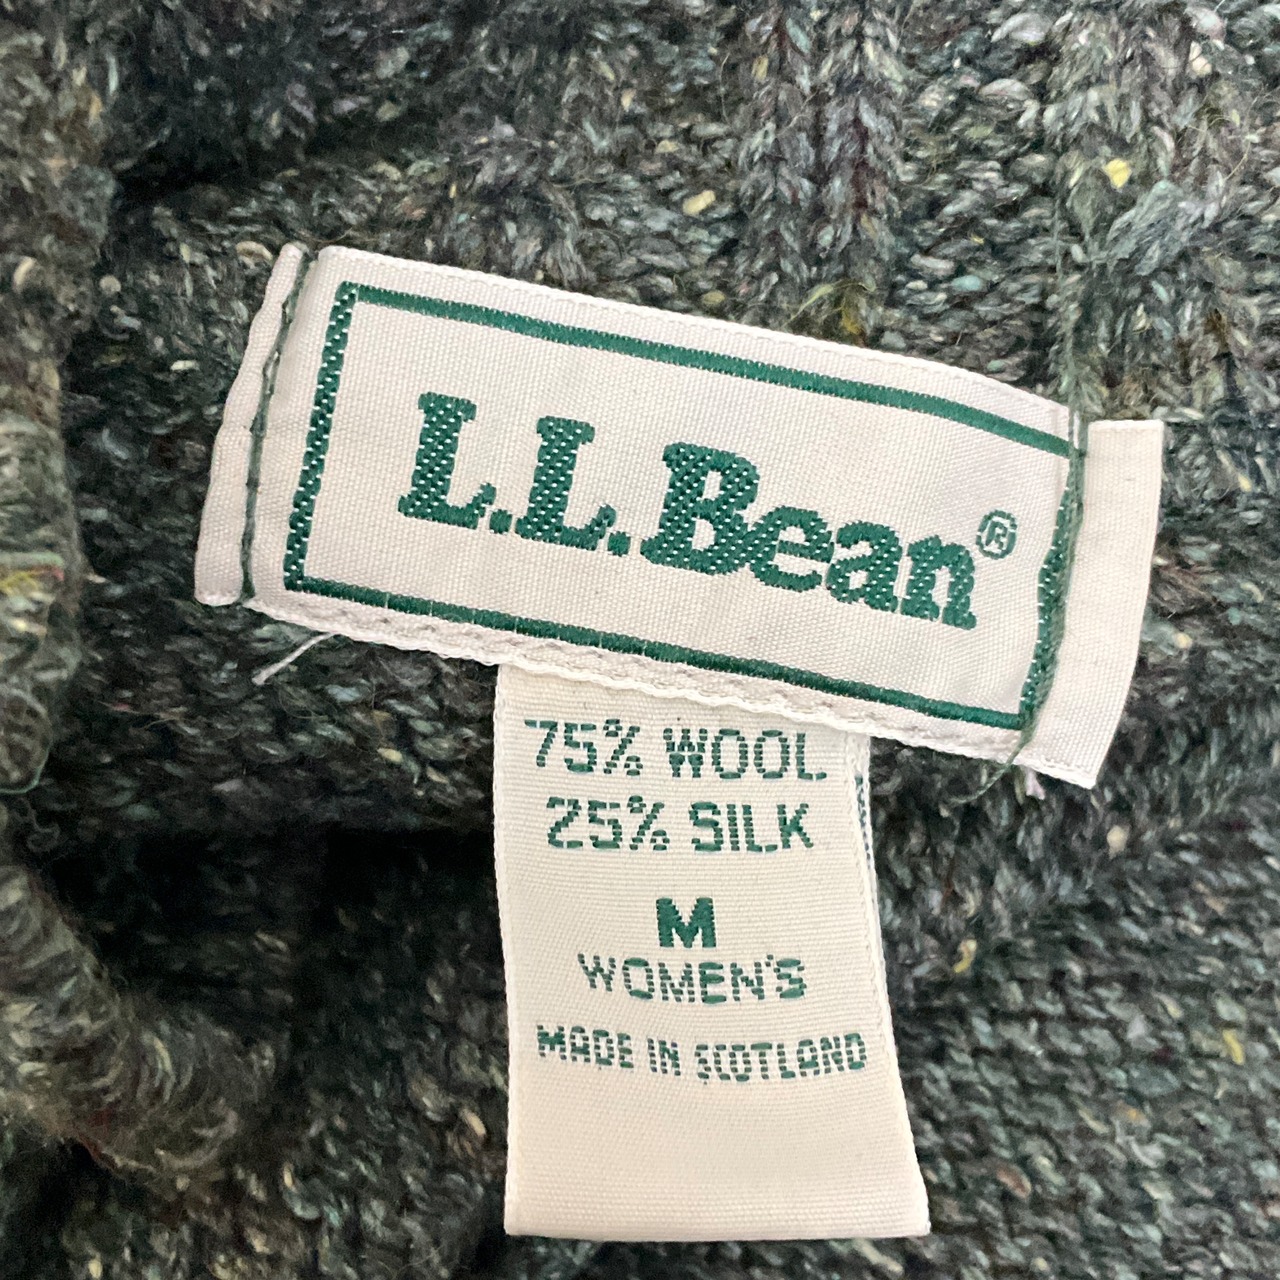 L.L.Bean®
75% WOOL
25% SILK
M
WOMEN'S
MADE IN SCOTLAND